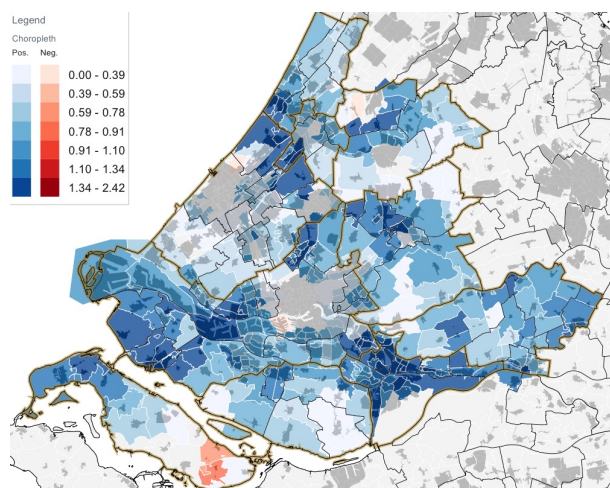 Legend
Choropleth
Pos. Neg.
0.00 - 0.39
0.39 - 0.59
0.59 - 0.78
0.78 - 0.91
0.91 - 1.10
1.10 - 1.34
1.34 - 2.42